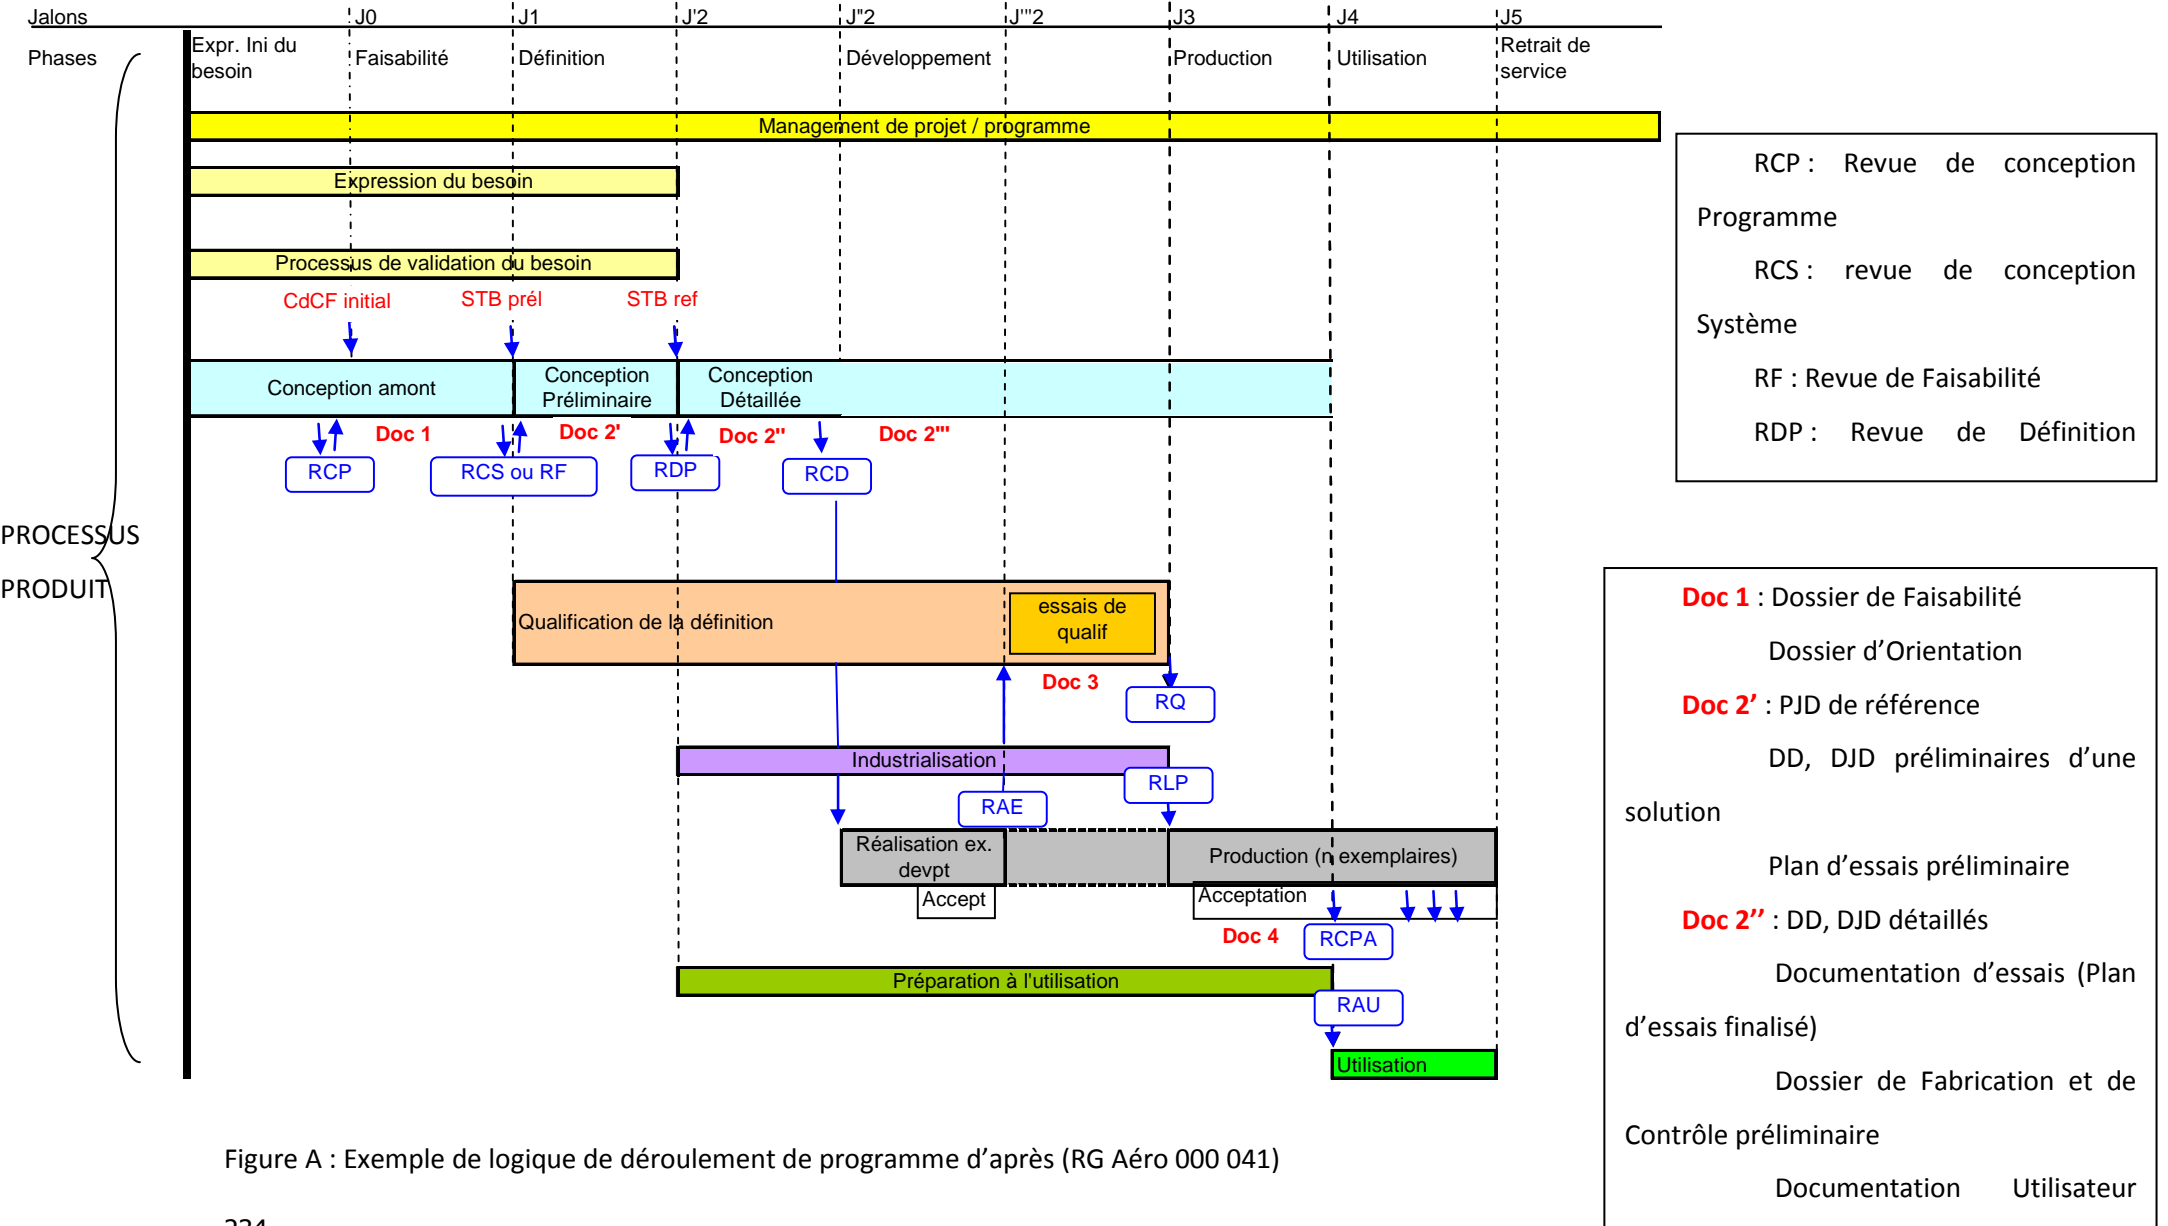 Jalons J0 J1 J'2 J"2 J'"2 J3 J4 J5
Phases
Expr. Ini du
besoin
Faisabilité
Définition
Développement
Production
Utilisation
Retrait de
service
Management de projet / programme
Expression du besoin
Processus de validation du besoin
CdCF initial STB prél STB ref
Conception amont
Conception
Préliminaire
Conception
Détaillée
Doc 1 Doc 2' Doc 2" Doc 2'"
RCP RCS ou RF RDP RCD
PROCESSUS
PRODUIT
Qualification de la définition
essais de
qualif
Doc 3
RQ
Industrialisation
RLP
RAE
Réalisation ex.
devpt
Production (n exemplaires)
Accept
Acceptation
Doc 4
RCPA
Préparation à l'utilisation
RAU
Utilisation
RCP : Revue de conception
Programme
RCS : revue de conception
Système
RF : Revue de Faisabilité
RDP : Revue de Définition
Doc 1 : Dossier de Faisabilité
Dossier d’Orientation
Doc 2’ : PJD de référence
DD, DJD préliminaires d’une
solution
Plan d’essais préliminaire
Doc 2’’ : DD, DJD détaillés
Documentation d’essais (Plan
d’essais finalisé)
Dossier de Fabrication et de
Contrôle préliminaire
Documentation Utilisateur
Figure A : Exemple de logique de déroulement de programme d’après (RG Aéro 000 041)